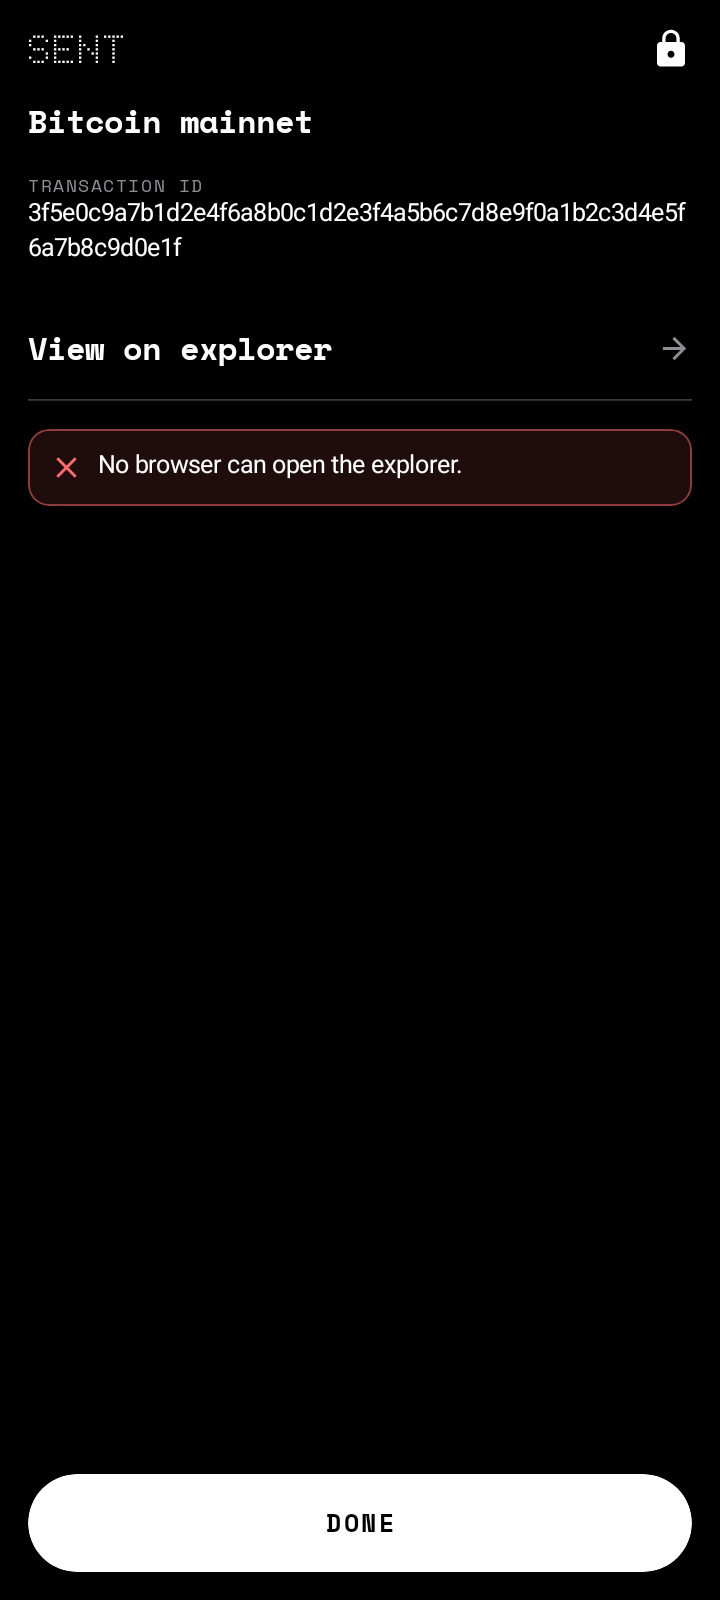 SENT
Bitcoin mainnet
TRANSACTION ID
3f5e0c9a7b1d2e4f6a8b0c1d2e3f4a5b6c7d8e9f0a1b2c3d4e5f
6a7b8c9d0e1f
View on explorer
No browser can open the explorer.
DONE